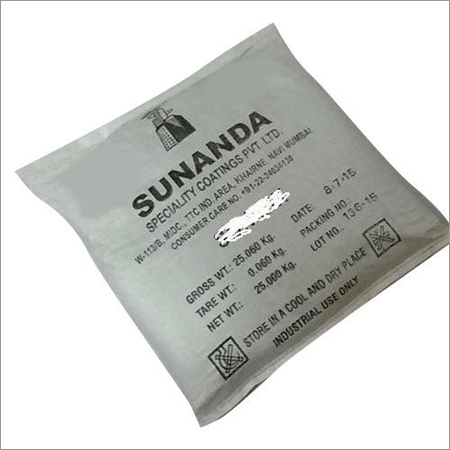 SUNANDA
SPECIALITY COATINGS PVT. LTD.
W-113/B, MIDC, TTC IND. AREA, KHAIRNE, NAVI MUMBAI.
CONSUMER CARE NO. +91-22-24034130
GROSS WT.: 25.060 Kg. DATE: 8-7-15
TARE WT.: 0.060 Kg. PACKING NO.
NET WT.: 25.000 Kg. LOT NO.: 136-15
STORE IN A COOL AND DRY PLACE
INDUSTRIAL USE ONLY